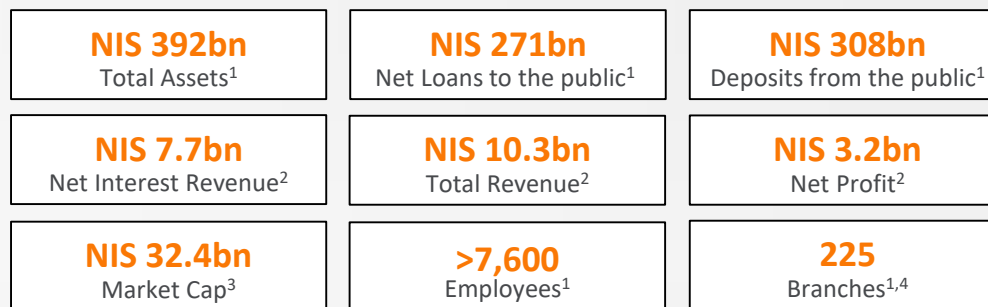 NIS 392bn
Total Assets1
NIS 271bn
Net Loans to the public1
NIS 308bn
Deposits from the public1
NIS 7.7bn
Net Interest Revenue2
NIS 10.3bn
Total Revenue2
NIS 3.2bn
Net Profit2
NIS 32.4bn
Market Cap3
>7,600
Employees1
225
Branches1,4